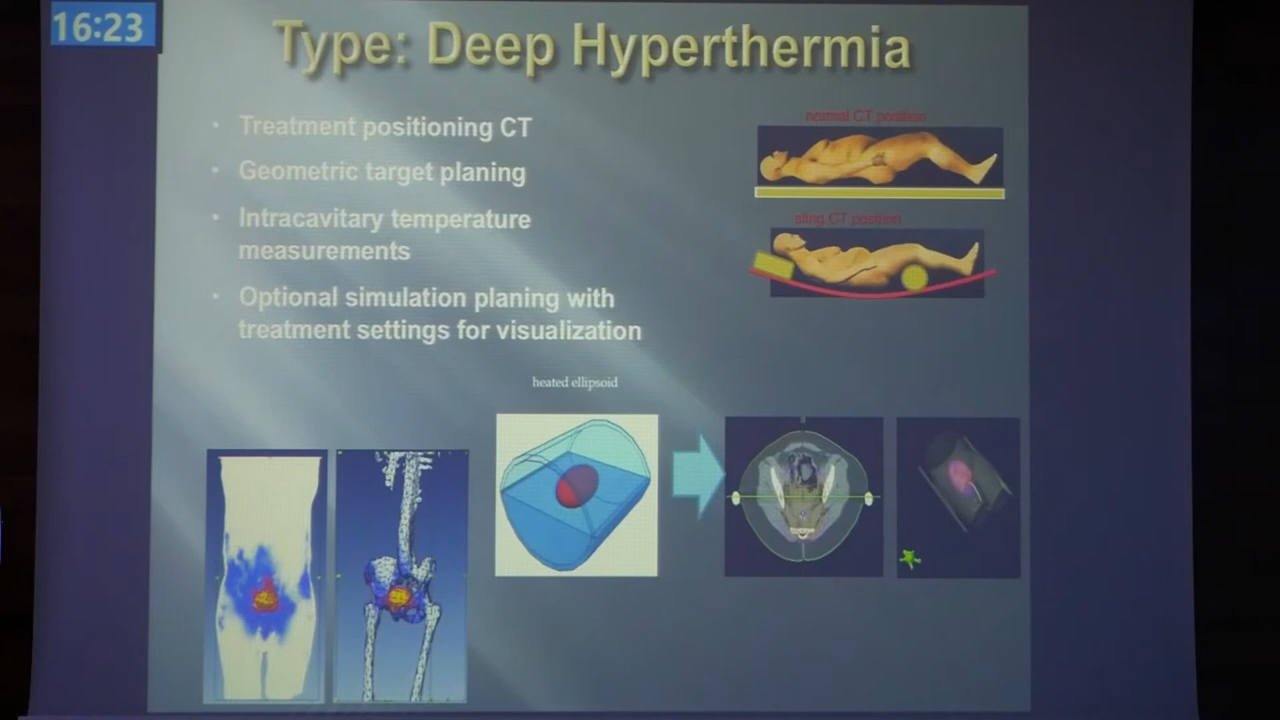 16:23
Type: Deep Hyperthermia
· Treatment positioning CT
· Geometric target planing
· Intracavitary temperature
measurements
· Optional simulation planing with
treatment settings for visualization
normal CT position
sling CT position
heated ellipsoid